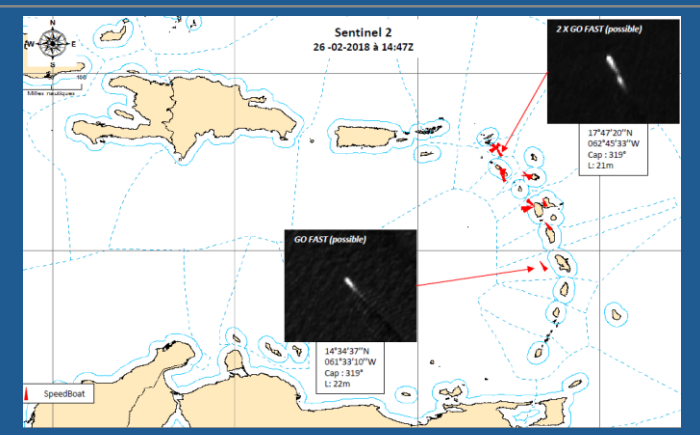 Sentinel 2
26 -02-2018 à 14:47Z
N
W
E
S
100
Milles nautiques
2 X GO FAST (possible)
17°47'20''N
062°45'33''W
Cap : 319°
L: 21m
GO FAST (possible)
14°34'37''N
061°33'10''W
Cap : 319°
L: 22m
SpeedBoat